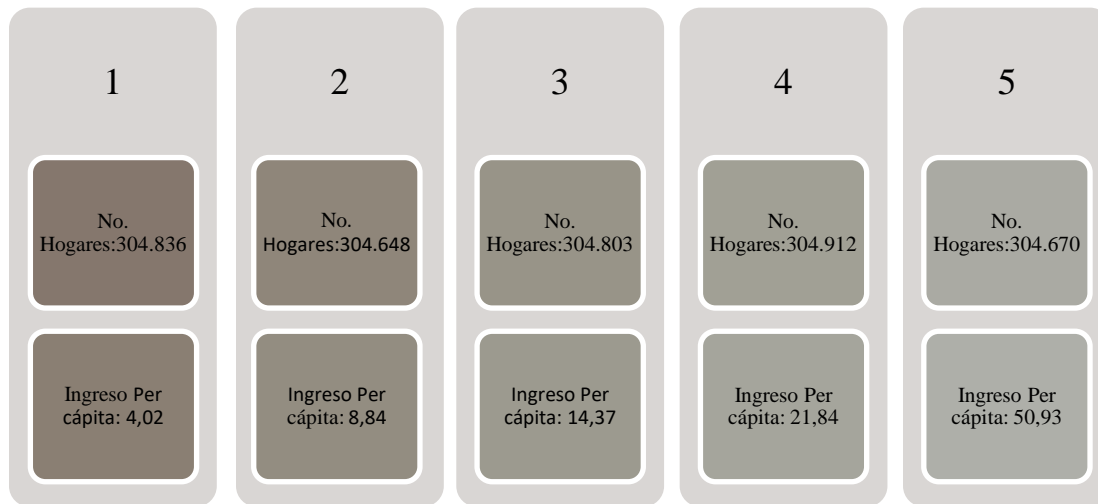 1
No.
Hogares:304.836
Ingreso Per
cápita: 4,02
2
No.
Hogares:304.648
Ingreso Per
cápita: 8,84
3
No.
Hogares:304.803
Ingreso Per
cápita: 14,37
4
No.
Hogares:304.912
Ingreso Per
cápita: 21,84
5
No.
Hogares:304.670
Ingreso Per
cápita: 50,93